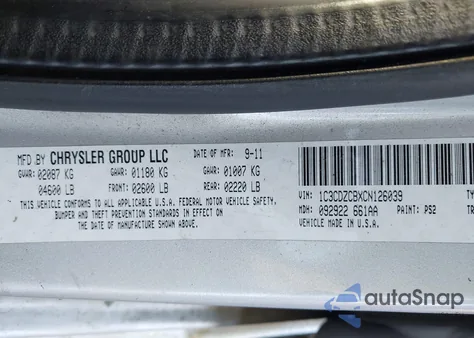 MFD BY CHRYSLER GROUP LLC DATE OF MFR: 9-11
GVWR: 02087 KG GAWR: 01180 KG GAWR: 01007 KG
04600 LB FRONT: 02600 LB REAR: 02220 LB
THIS VEHICLE CONFORMS TO ALL APPLICABLE U.S.A. FEDERAL MOTOR VEHICLE SAFETY,
BUMPER AND THEFT PREVENTION STANDARDS IN EFFECT
ON THE DATE OF MANUFACTURE SHOWN ABOVE.
VIN: 1C3CDZCBXCN126039 TY
MDH: 092922 661AA PAINT: PS2 TR
MADE IN U.S.A.
autoSnap